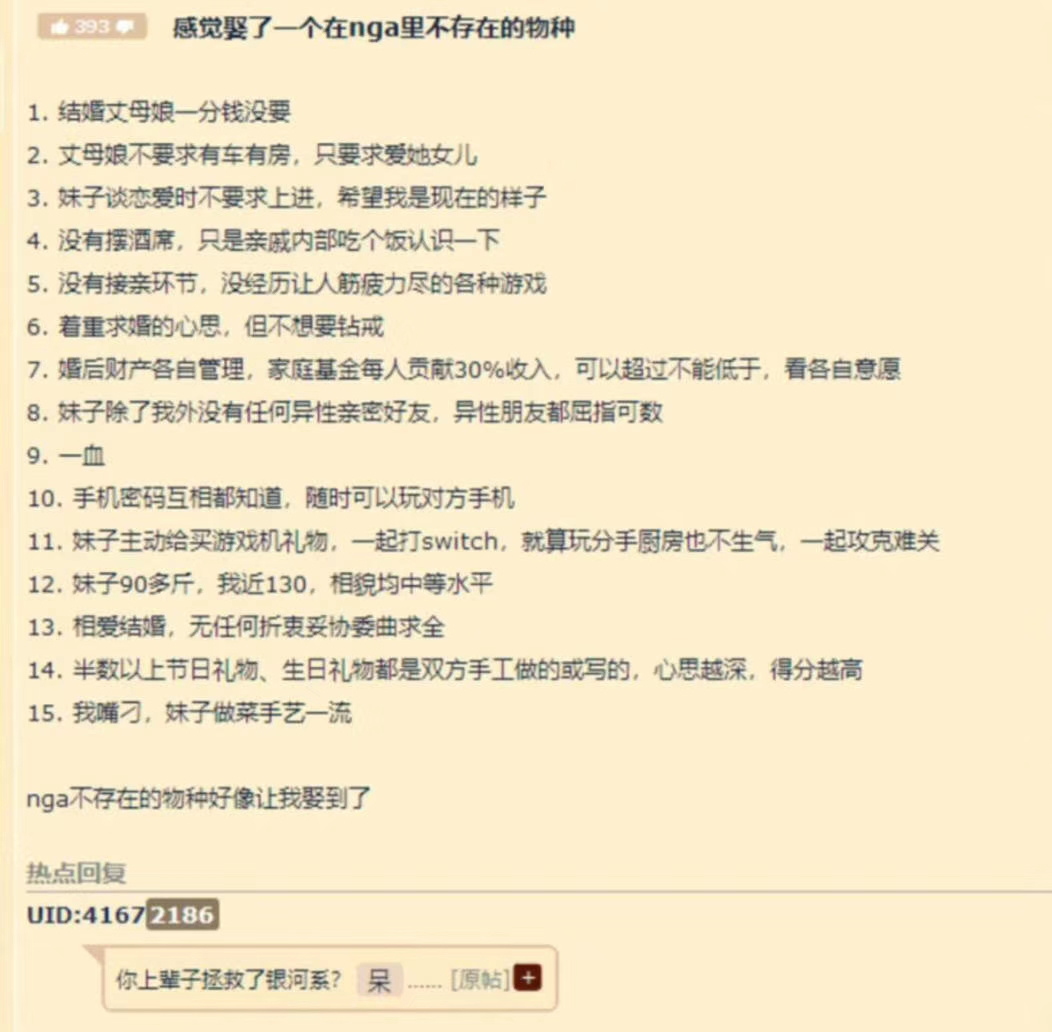 393 感觉娶了一个在nga里不存在的物种
1. 结婚丈母娘一分钱没要
2. 丈母娘不要求有车有房，只要求爱她女儿
3. 妹子谈恋爱时不要求上进，希望我是现在的样子
4. 没有摆酒席，只是亲戚内部吃个饭认识一下
5. 没有接亲环节，没经历让人筋疲力尽的各种游戏
6. 着重求婚的心思，但不想要钻戒
7. 婚后财产各自管理，家庭基金每人贡献30%收入，可以超过不能低于，看各自意愿
8. 妹子除了我外没有任何异性亲密好友，异性朋友都屈指可数
9. 一血
10. 手机密码互相都知道，随时可以玩对方手机
11. 妹子主动给买游戏机礼物，一起打switch，就算玩分手厨房也不生气，一起攻克难关
12. 妹子90多斤，我近130，相貌均中等水平
13. 相爱结婚，无任何折衷妥协委曲求全
14. 半数以上节日礼物、生日礼物都是双方手工做的或写的，心思越深，得分越高
15. 我嘴刁，妹子做菜手艺一流
nga不存在的物种好像让我娶到了
热点回复
UID:41672186
你上辈子拯救了银河系？ 呆 ...... [原帖] +